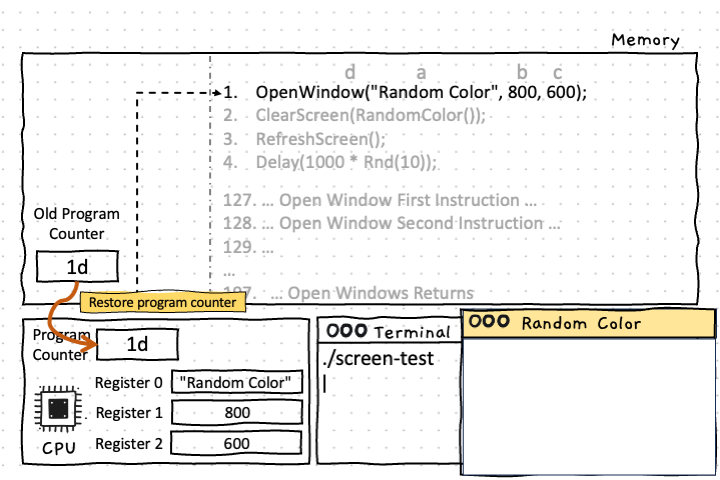 Memory
d a b c
1. OpenWindow("Random Color", 800, 600);
2. ClearScreen(RandomColor());
3. RefreshScreen();
4. Delay(1000 * Rnd(10));
127. ... Open Window First Instruction ...
128. ... Open Window Second Instruction ...
129. ...
...
197. ... Open Windows Returns
Old Program
Counter
1d
Restore program counter
Program
Counter
1d
Register 0 "Random Color"
Register 1 800
Register 2 600
CPU
Terminal
./screen-test
|
Random Color